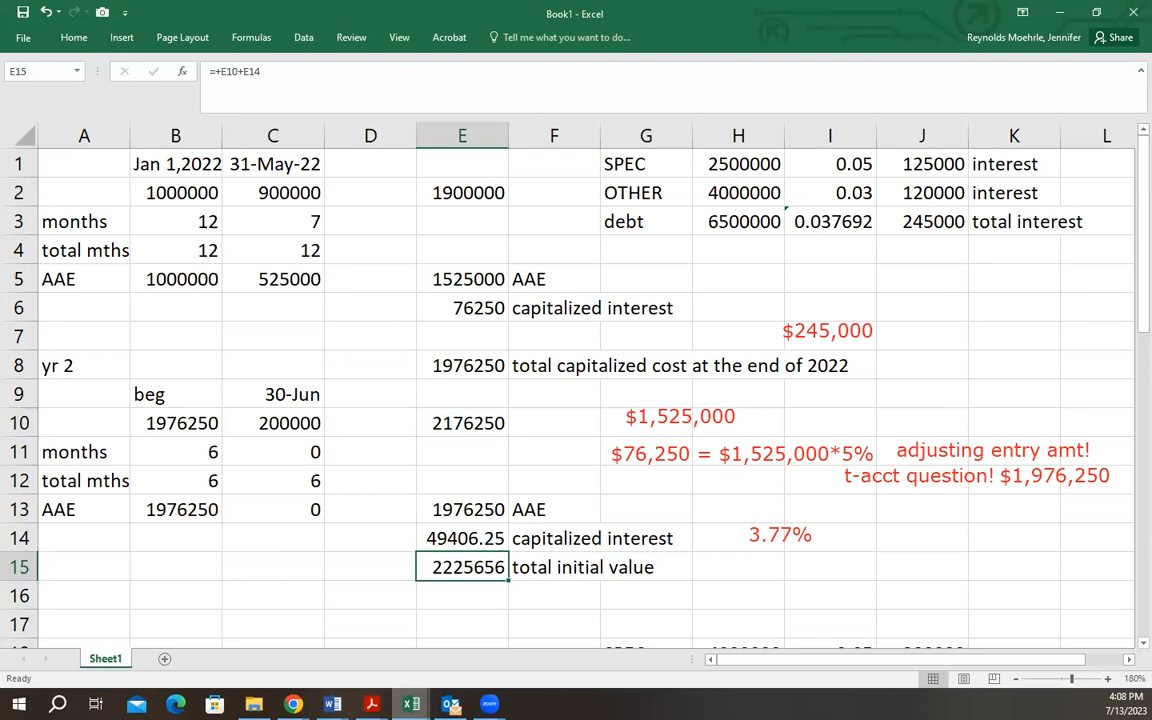 Book1 - Excel
File Home Insert Page Layout Formulas Data Review View Acrobat Tell me what you want to do... Reynolds Moehrle, Jennifer Share
E15 fx =+E10+E14
A B C D E F G H I J K L
1 Jan 1,2022 31-May-22 SPEC 2500000 0.05 125000 interest
2 1000000 900000 1900000 OTHER 4000000 0.03 120000 interest
3 months 12 7 debt 6500000 0.037692 245000 total interest
4 total mths 12 12
5 AAE 1000000 525000 1525000 AAE
6 76250 capitalized interest
7 $245,000
8 yr 2 1976250 total capitalized cost at the end of 2022
9 beg 30-Jun
10 1976250 200000 2176250 $1,525,000
11 months 6 0 $76,250 = $1,525,000*5% adjusting entry amt!
12 total mths 6 6 t-acct question! $1,976,250
13 AAE 1976250 0 1976250 AAE
14 49406.25 capitalized interest 3.77%
15 2225656 total initial value
16
17
Sheet1
Ready 180%
4:08 PM
7/13/2023